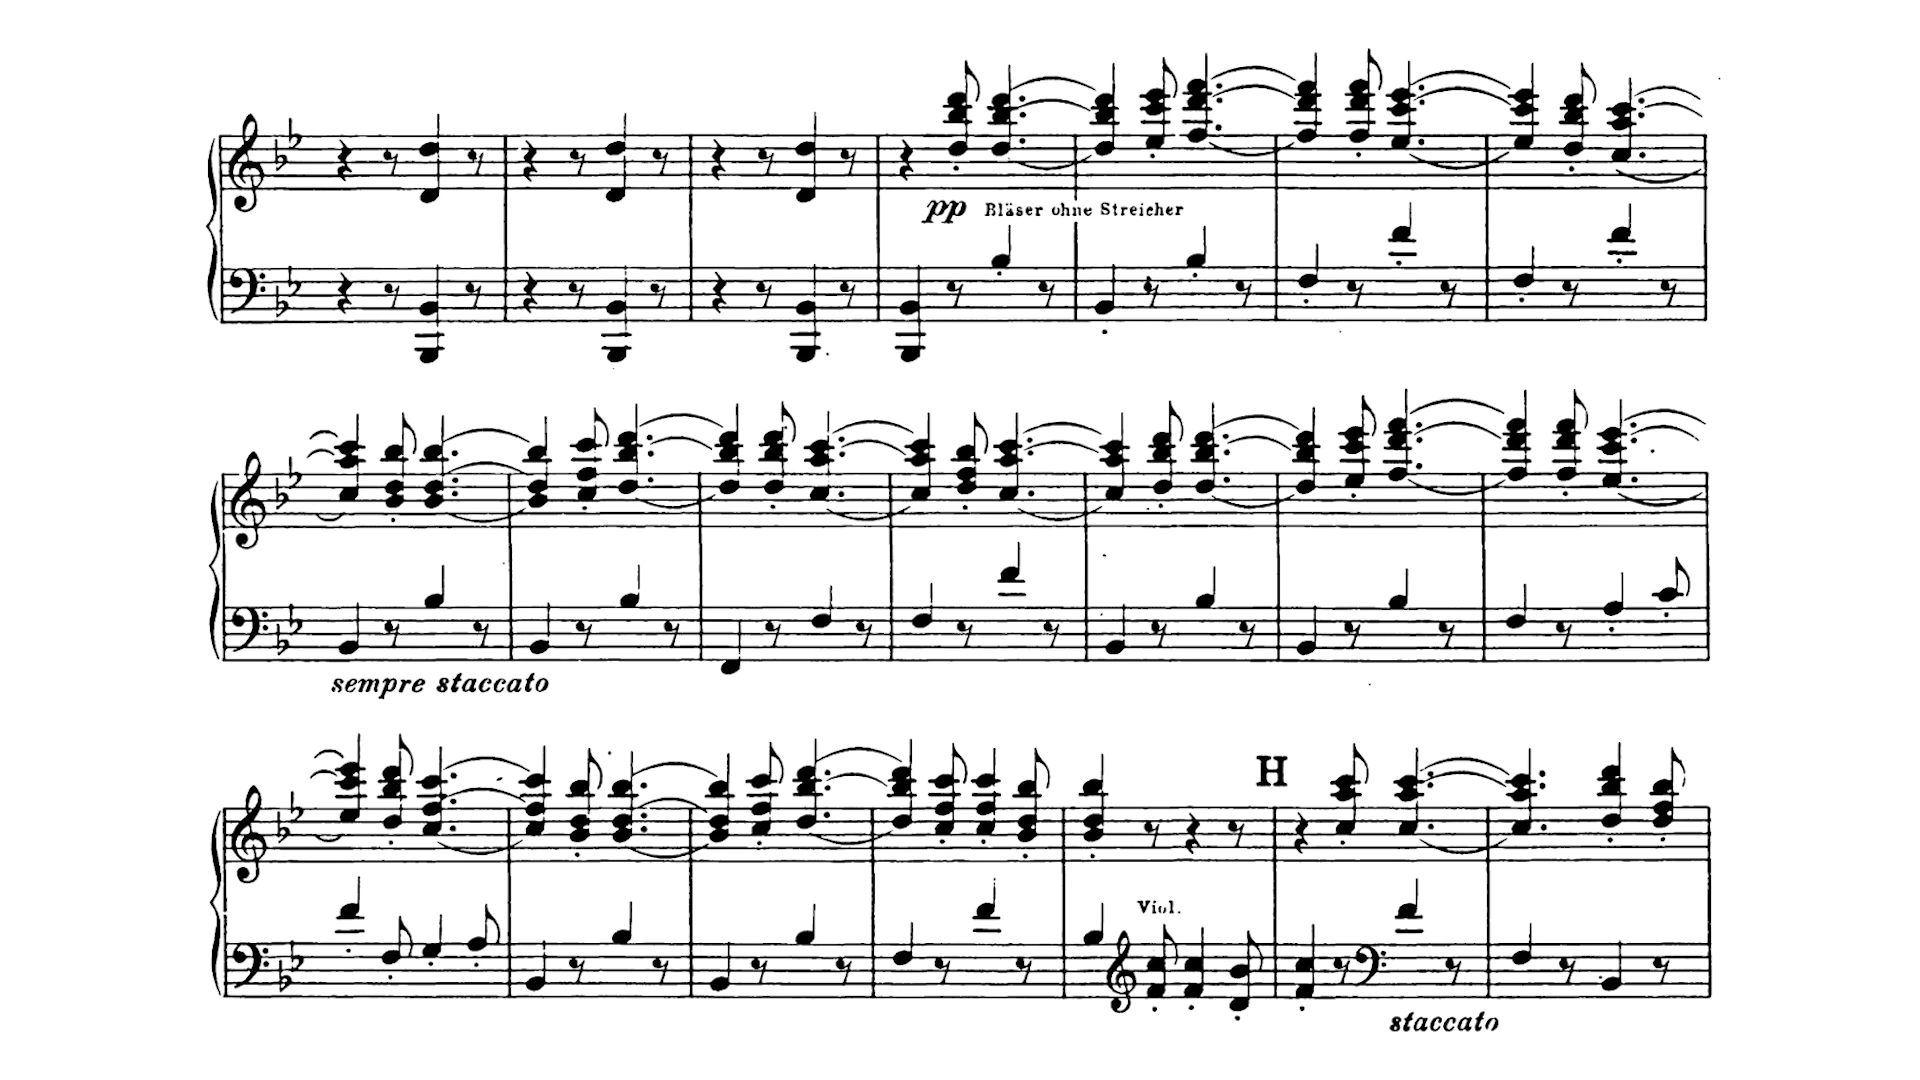 pp Bläser ohne Streicher
sempre staccato
H
Viol.
staccato